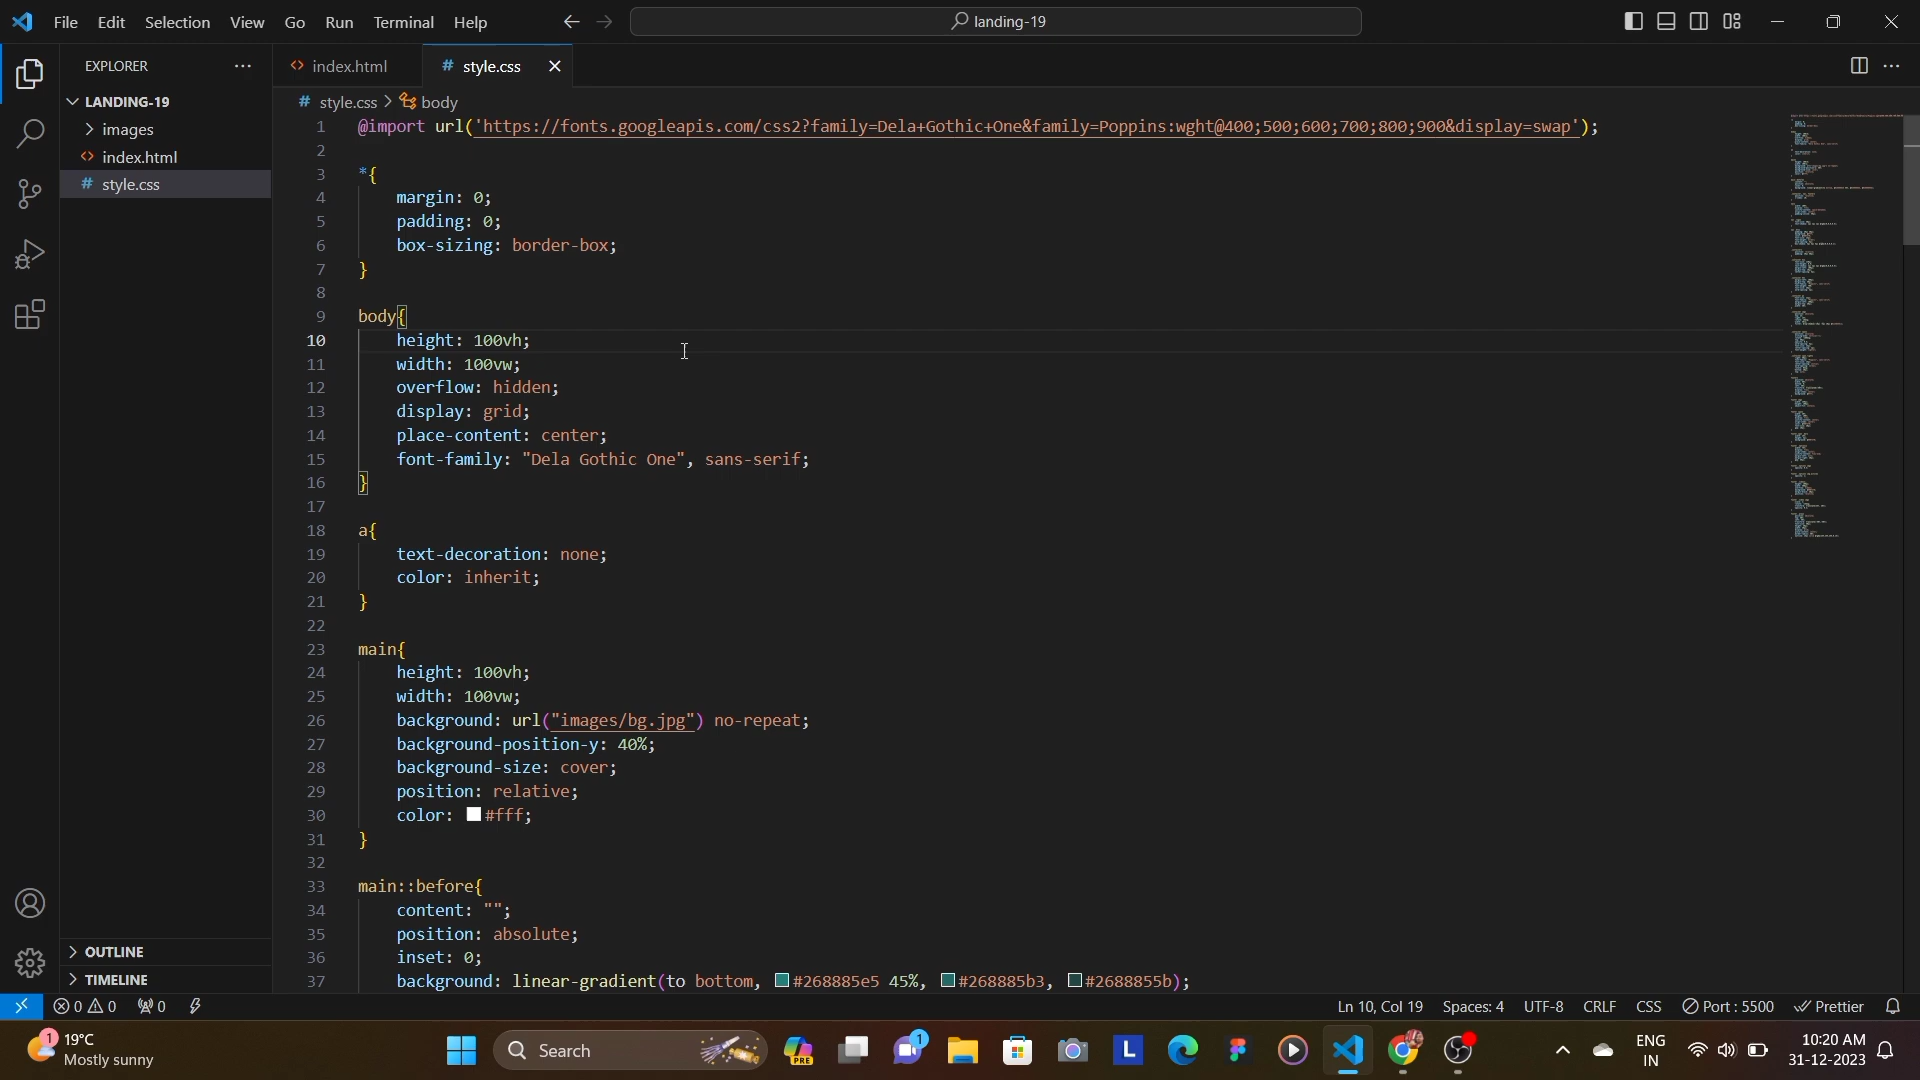 File Edit Selection View Go Run Terminal Help
landing-19
EXPLORER
index.html
# style.css
LANDING-19
images
index.html
# style.css
OUTLINE
TIMELINE
# style.css > body
1 @import url('https://fonts.googleapis.com/css2?family=Dela+Gothic+One&family=Poppins:wght@400;500;600;700;800;900&display=swap');
2
3 *{
4 margin: 0;
5 padding: 0;
6 box-sizing: border-box;
7 }
8
9 body{
10 height: 100vh;
11 width: 100vw;
12 overflow: hidden;
13 display: grid;
14 place-content: center;
15 font-family: "Dela Gothic One", sans-serif;
16 }
17
18 a{
19 text-decoration: none;
20 color: inherit;
21 }
22
23 main{
24 height: 100vh;
25 width: 100vw;
26 background: url("images/bg.jpg") no-repeat;
27 background-position-y: 40%;
28 background-size: cover;
29 position: relative;
30 color: #fff;
31 }
32
33 main::before{
34 content: "";
35 position: absolute;
36 inset: 0;
37 background: linear-gradient(to bottom, #268885e5 45%, #268885b3, #2688855b);
0 0 0
Ln 10, Col 19 Spaces: 4 UTF-8 CRLF CSS Port : 5500 Prettier
1 19°C
Mostly sunny
Search
PRE
1
L
ENG
IN
10:20 AM
31-12-2023